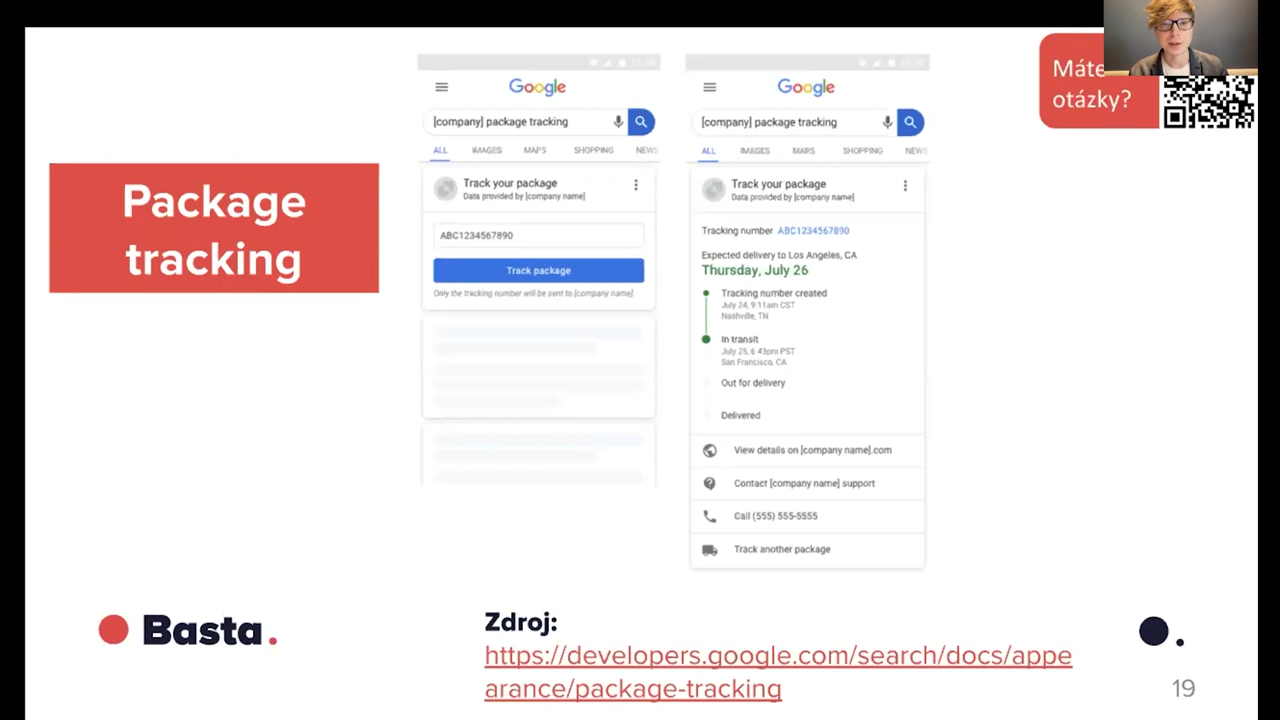 Package
tracking
11:30
Google
[company] package tracking
ALL IMAGES MAPS SHOPPING NEWS
Track your package
Data provided by [company name]
ABC1234567890
Track package
Only the tracking number will be sent to [company name]
11:30
Google
[company] package tracking
ALL IMAGES MAPS SHOPPING NEWS
Track your package
Data provided by [company name]
Tracking number ABC1234567890
Expected delivery to Los Angeles, CA
Thursday, July 26
Tracking number created
July 24, 9:11am CST
Nashville, TN
In transit
July 25, 6:43pm PST
San Francisco, CA
Out for delivery
Delivered
View details on [company name].com
Contact [company name] support
Call (555) 555-5555
Track another package
Máte
otázky?
Basta.
Zdroj:
https://developers.google.com/search/docs/appe
arance/package-tracking
19